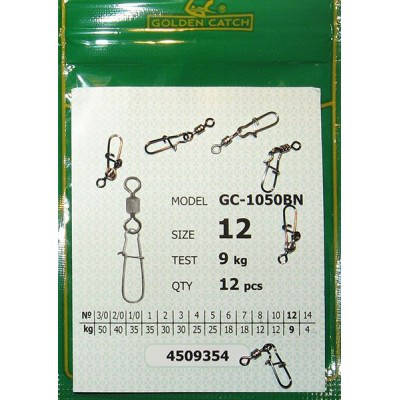 GOLDEN CATCH
MODEL GC-1050BN
SIZE 12
TEST 9 kg
QTY 12 pcs
№ 3/0 2/0 1/0 1 2 3 4 5 6 7 8 10 12 14
kg 50 40 35 35 30 30 25 25 18 18 12 12 9 4
4509354